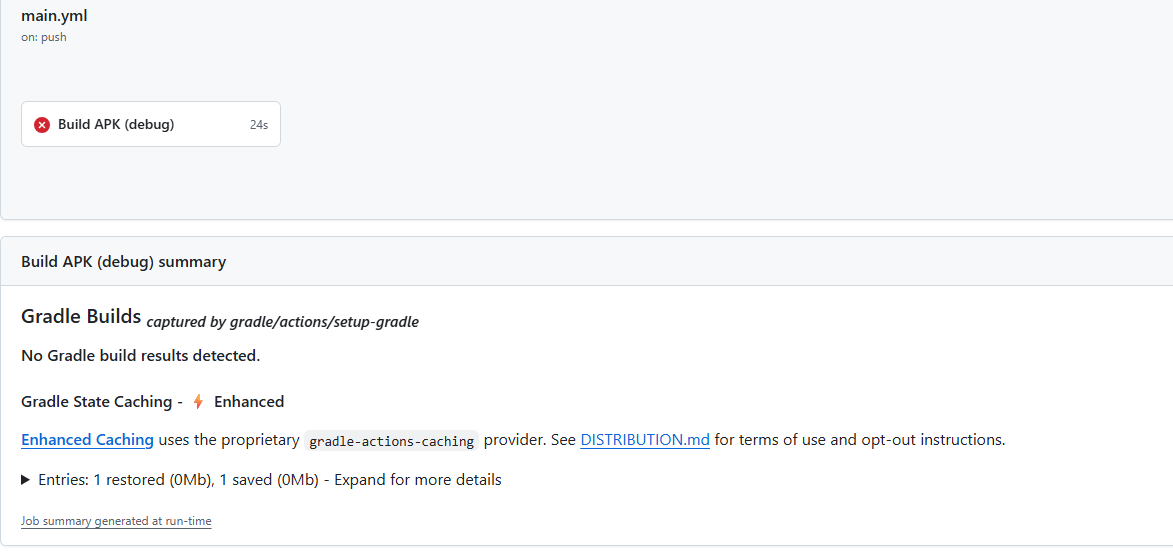 main.yml
on: push
Build APK (debug) 24s
Build APK (debug) summary
Gradle Builds captured by gradle/actions/setup-gradle
No Gradle build results detected.
Gradle State Caching - ⚡ Enhanced
Enhanced Caching uses the proprietary gradle-actions-caching provider. See DISTRIBUTION.md for terms of use and opt-out instructions.
Entries: 1 restored (0Mb), 1 saved (0Mb) - Expand for more details
Job summary generated at run-time